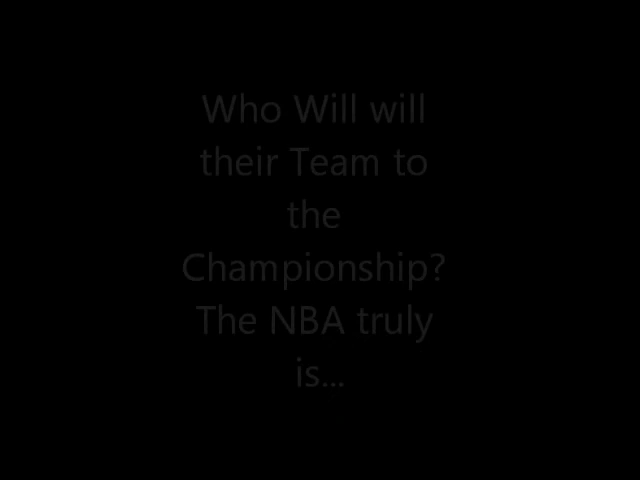 Who Will will
their Team to
the
Championship?
The NBA truly
is...